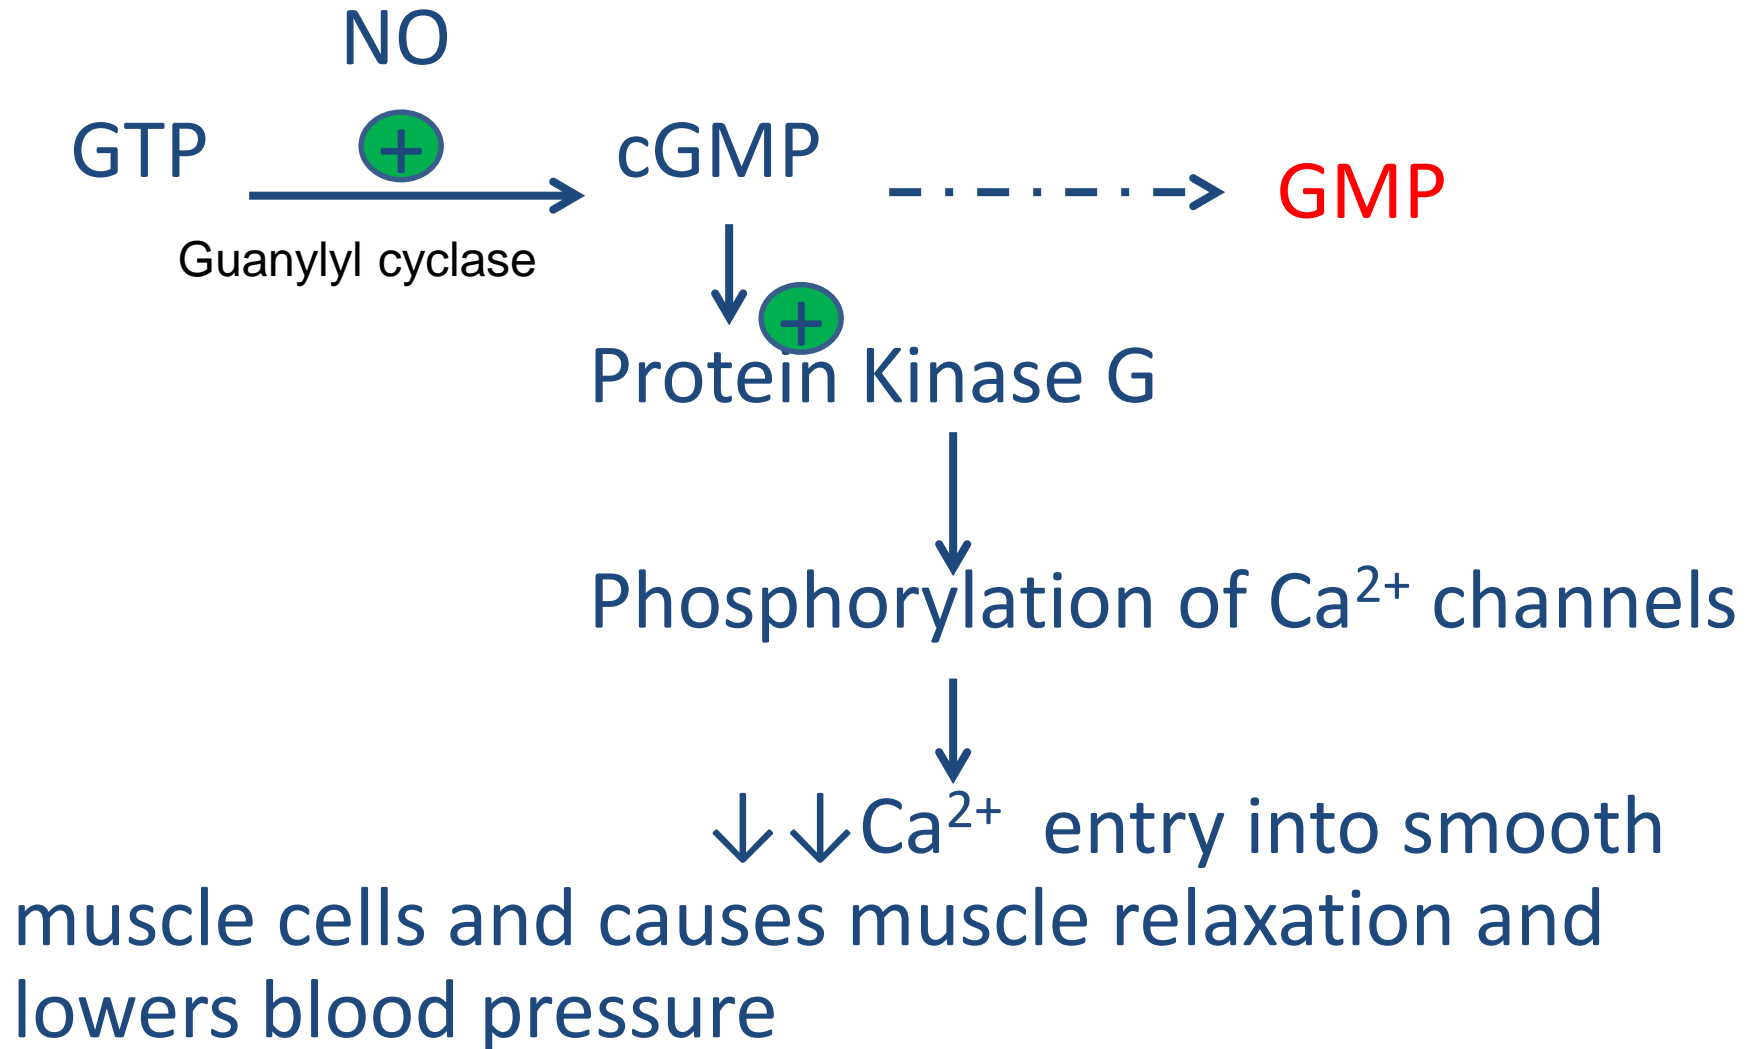 NO
GTP + cGMP
GMP
Guanylyl cyclase
+
Protein Kinase G
Phosphorylation of Ca²⁺ channels
↓ ↓ Ca²⁺ entry into smooth
muscle cells and causes muscle relaxation and
lowers blood pressure